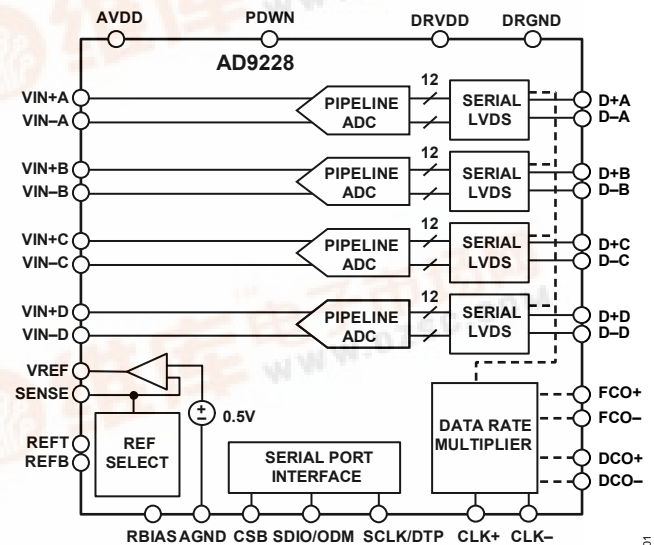 AVDD
PDWN
DRVDD
DRGND
AD9228
VIN+A
VIN–A
PIPELINE
ADC
12
SERIAL
LVDS
D+A
D–A
VIN+B
VIN–B
PIPELINE
ADC
12
SERIAL
LVDS
D+B
D–B
VIN+C
VIN–C
PIPELINE
ADC
12
SERIAL
LVDS
D+C
D–C
VIN+D
VIN–D
PIPELINE
ADC
12
SERIAL
LVDS
D+D
D–D
VREF
SENSE
+
–
0.5V
REFT
REFB
REF
SELECT
SERIAL PORT
INTERFACE
DATA RATE
MULTIPLIER
FCO+
FCO–
DCO+
DCO–
RBIAS
AGND
CSB
SDIO/ODM
SCLK/DTP
CLK+
CLK–
01